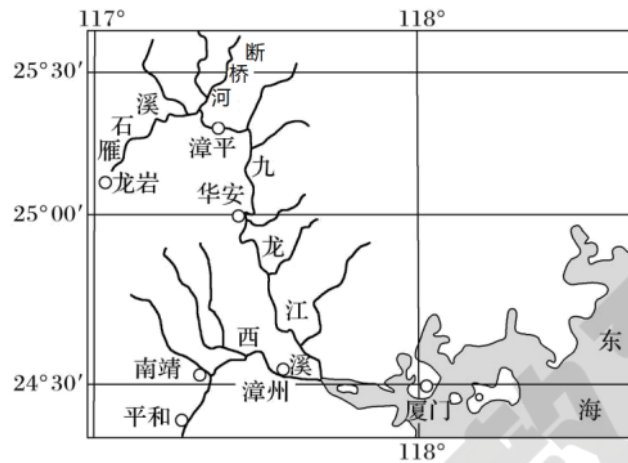 117°
118°
25°30′
断桥河
雁石溪
漳平
龙岩
九龙江
华安
25°00′
西溪
东海
南靖
漳州
24°30′
厦门
平和
118°